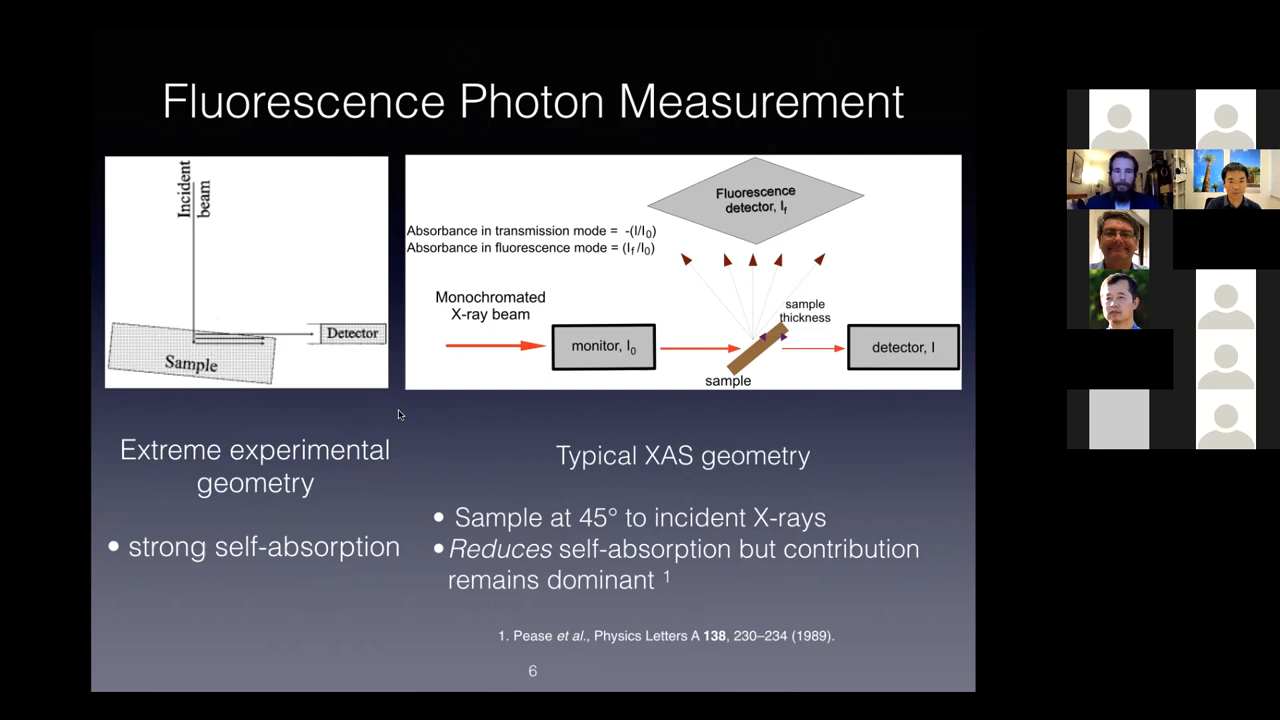 Fluorescence Photon Measurement
Incident
beam
Sample
Detector
Fluorescence
detector, If
Absorbance in transmission mode = -(I/I0)
Absorbance in fluorescence mode = (If/I0)
Monochromated
X-ray beam
monitor, I0
sample
thickness
sample
detector, I
Extreme experimental
geometry
• strong self-absorption
Typical XAS geometry
• Sample at 45° to incident X-rays
• Reduces self-absorption but contribution
remains dominant 1
1. Pease et al., Physics Letters A 138, 230–234 (1989).
6